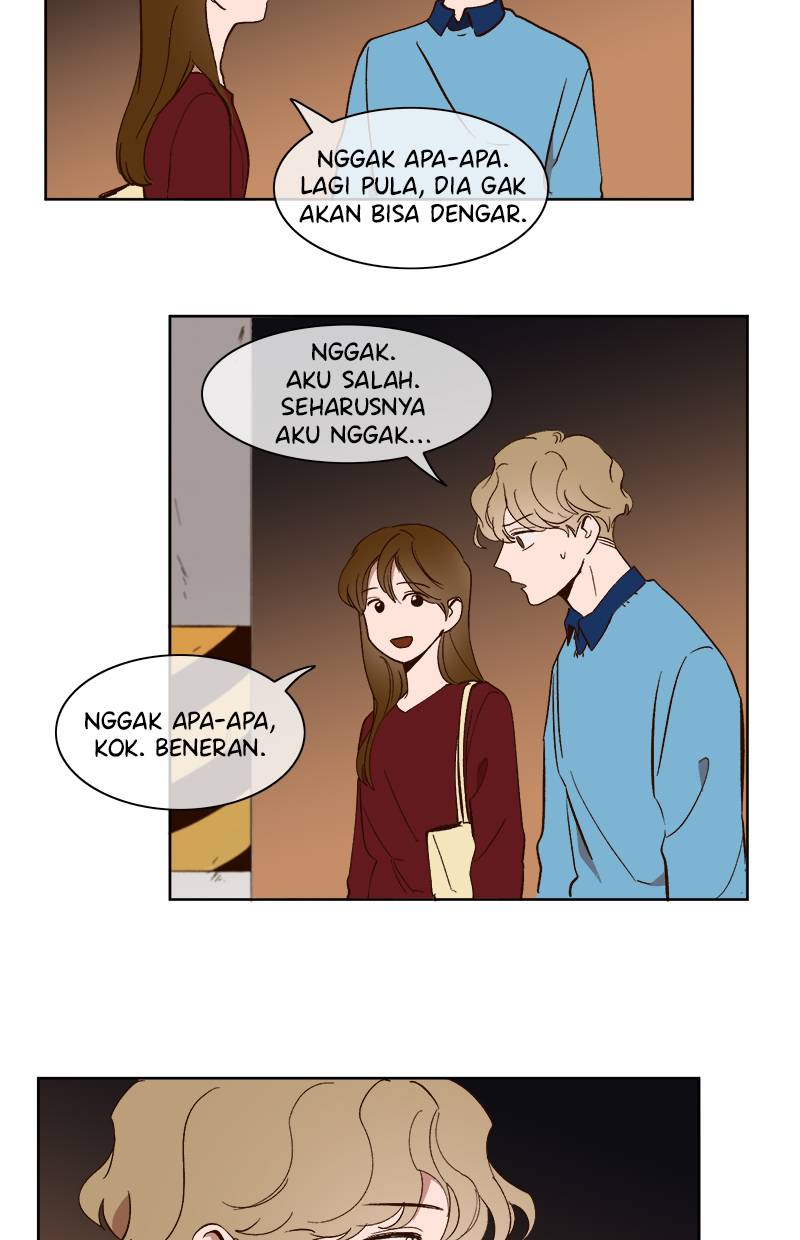 NGGAK APA-APA.
LAGI PULA, DIA GAK
AKAN BISA DENGAR.
NGGAK.
AKU SALAH.
SEHARUSNYA
AKU NGGAK...
NGGAK APA-APA,
KOK. BENERAN.